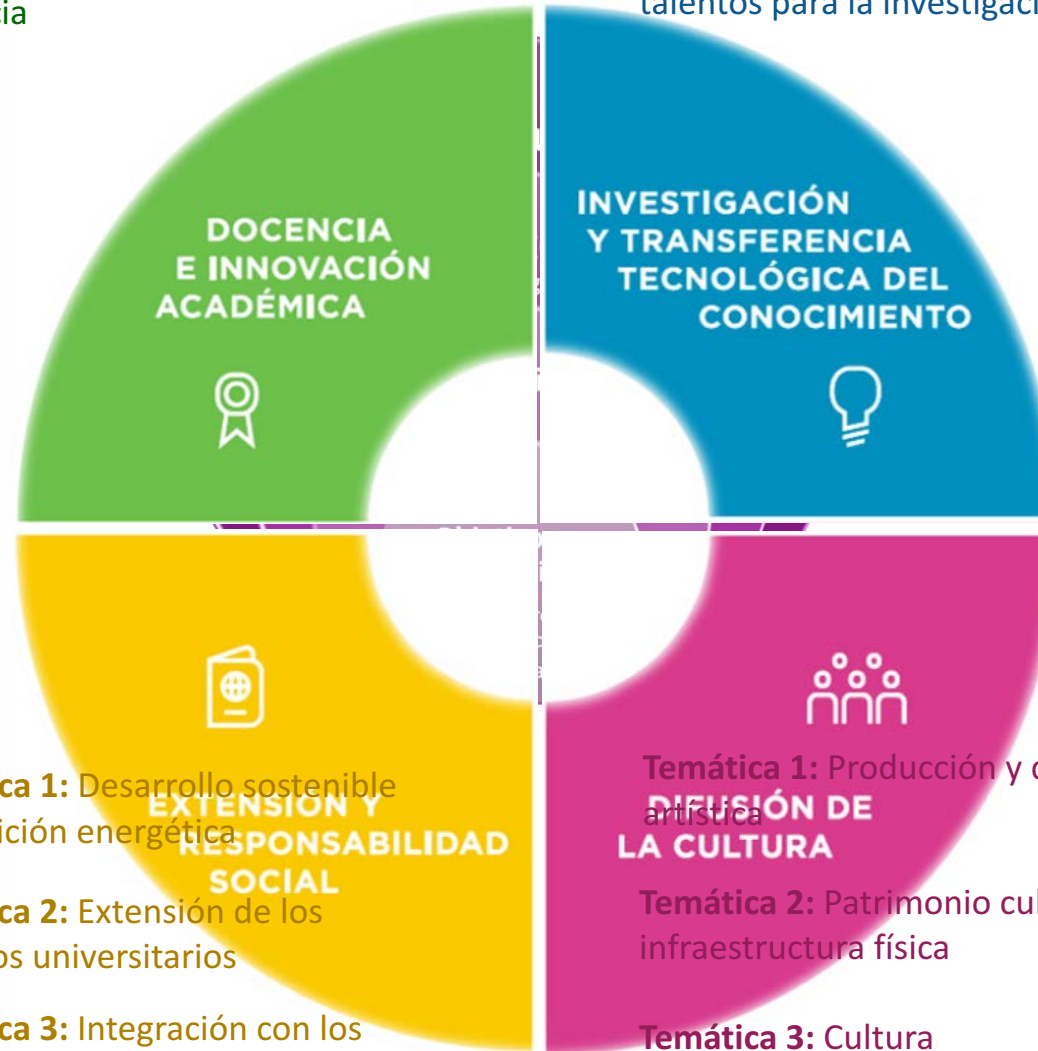 cia
talentos para la investigaci
DOCENCIA
E INNOVACIÓN
ACADÉMICA
INVESTIGACIÓN
Y TRANSFERENCIA
TECNOLÓGICA DEL
CONOCIMIENTO
EXTENSIÓN Y
RESPONSABILIDAD
SOCIAL
ca 1: Desarrollo sostenible
ición energética
ca 2: Extensión de los
os universitarios
ca 3: Integración con los
DIFUSIÓN DE
LA CULTURA
Temática 1: Producción y
artística
Temática 2: Patrimonio cul
infraestructura física
Temática 3: Cultura